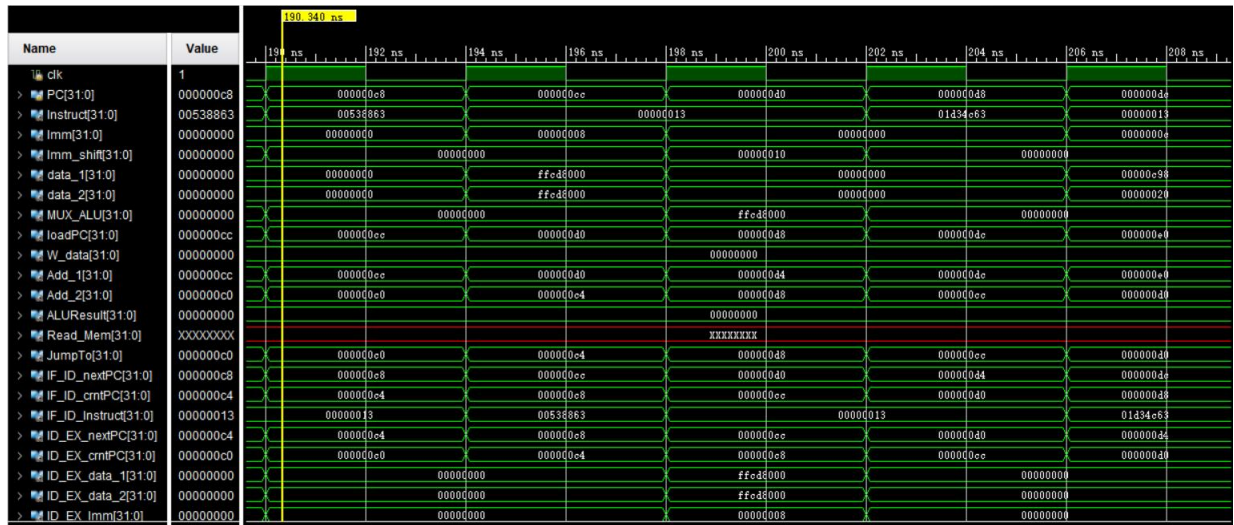 190.340 ns
Name Value 190 ns 192 ns 194 ns 196 ns 198 ns 200 ns 202 ns 204 ns 206 ns 208 ns
clk 1
PC[31:0] 000000c8 000000c8 000000cc 000000d0 000000d8 000000dc
Instruct[31:0] 00538863 00538863 00000013 01d34c63 00000013
Imm[31:0] 00000000 00000000 00000008 00000000 0000000c
Imm_shift[31:0] 00000000 00000000 00000010 00000000
data_1[31:0] 00000000 00000000 ffcd8000 00000000 00000c98
data_2[31:0] 00000000 00000000 ffcd8000 00000000 00000020
MUX_ALU[31:0] 00000000 00000000 ffcd8000 00000000
loadPC[31:0] 000000cc 000000cc 000000d0 000000d8 000000dc 000000e0
W_data[31:0] 00000000 00000000
Add_1[31:0] 000000cc 000000cc 000000d0 000000d4 000000dc 000000e0
Add_2[31:0] 000000c0 000000c0 000000c4 000000d8 000000cc 000000d0
ALUResult[31:0] 00000000 00000000
Read_Mem[31:0] XXXXXXXX XXXXXXXX
JumpTo[31:0] 000000c0 000000c0 000000c4 000000d8 000000cc 000000d0
IF_ID_nextPC[31:0] 000000c8 000000c8 000000cc 000000d0 000000d4 000000dc
IF_ID_crntPC[31:0] 000000c4 000000c4 000000c8 000000cc 000000d0 000000d8
IF_ID_Instruct[31:0] 00000013 00000013 00538863 00000013 01d34c63
ID_EX_nextPC[31:0] 000000c4 000000c4 000000c8 000000cc 000000d0 000000d4
ID_EX_crntPC[31:0] 000000c0 000000c0 000000c4 000000c8 000000cc 000000d0
ID_EX_data_1[31:0] 00000000 00000000 ffcd8000 00000000
ID_EX_data_2[31:0] 00000000 00000000 ffcd8000 00000000
ID_EX_Imm[31:0] 00000000 00000000 00000008 00000000